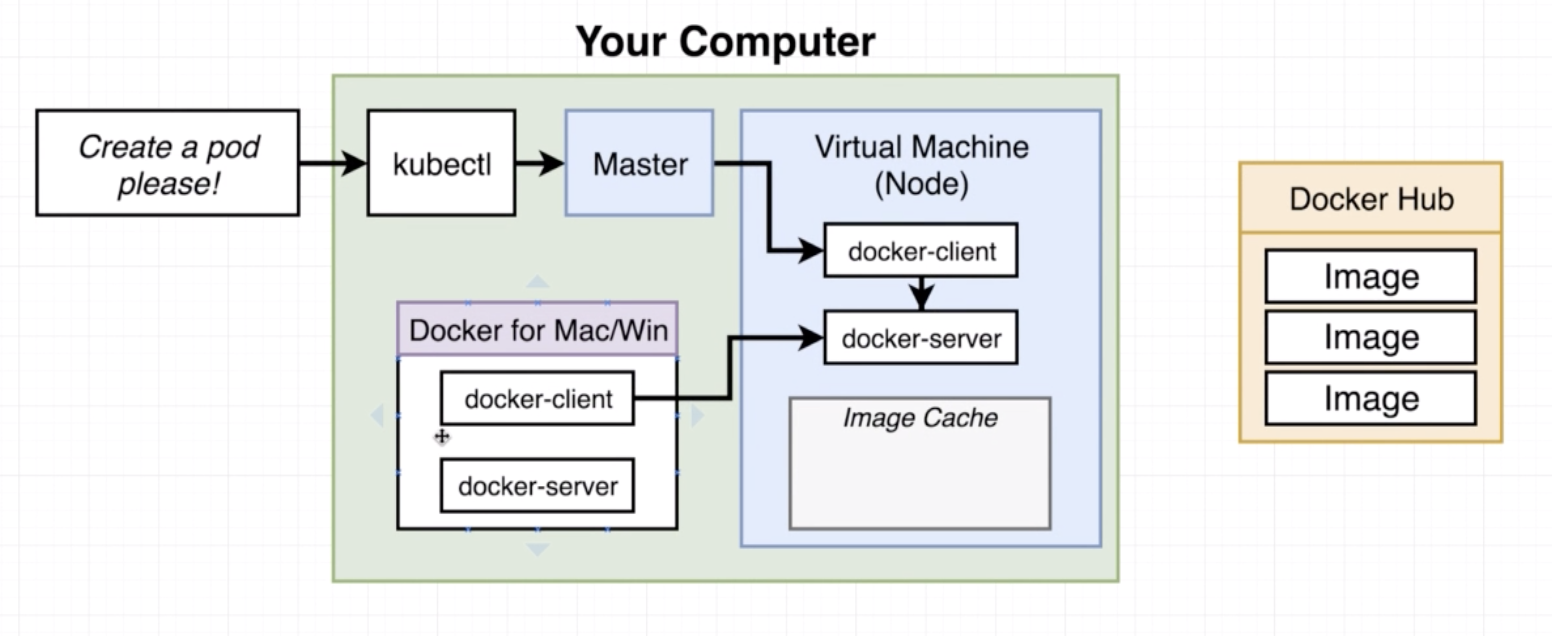 Your Computer
Create a pod
please!
kubectl
Master
Virtual Machine
(Node)
docker-client
docker-server
Image Cache
Docker for Mac/Win
docker-client
docker-server
Docker Hub
Image
Image
Image